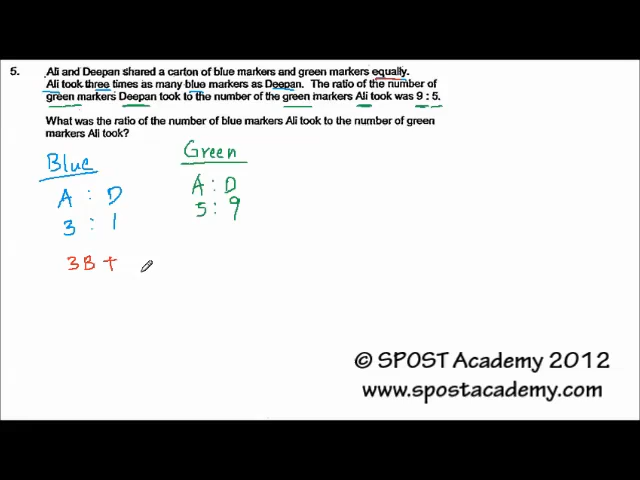 5. Ali and Deepan shared a carton of blue markers and green markers equally.
Ali took three times as many blue markers as Deepan. The ratio of the number of
green markers Deepan took to the number of the green markers Ali took was 9 : 5.
What was the ratio of the number of blue markers Ali took to the number of green
markers Ali took?
Blue
A : D
3 : 1
Green
A : D
5 : 9
3B +
© SPOST Academy 2012
www.spostacademy.com